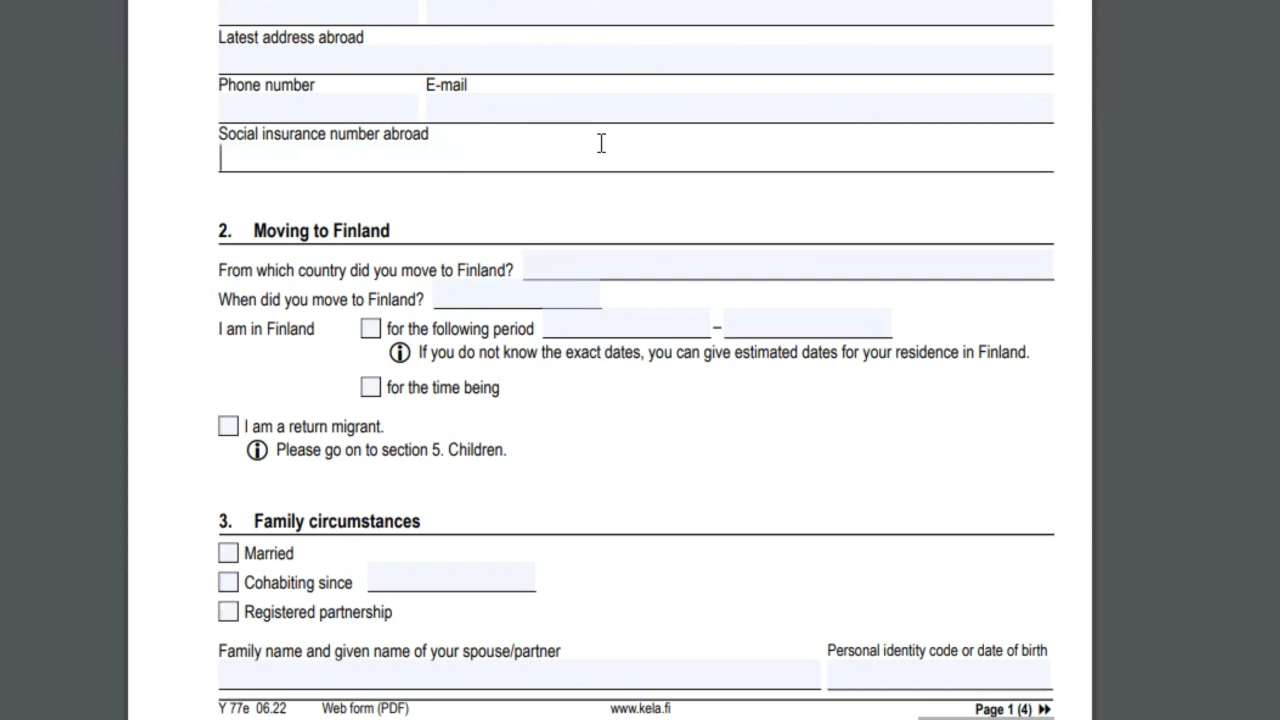 Latest address abroad
Phone number E-mail
Social insurance number abroad
2. Moving to Finland
From which country did you move to Finland?
When did you move to Finland?
I am in Finland for the following period –
If you do not know the exact dates, you can give estimated dates for your residence in Finland.
for the time being
I am a return migrant.
Please go on to section 5. Children.
3. Family circumstances
Married
Cohabiting since
Registered partnership
Family name and given name of your spouse/partner Personal identity code or date of birth
Y 77e 06.22 Web form (PDF) www.kela.fi Page 1 (4)